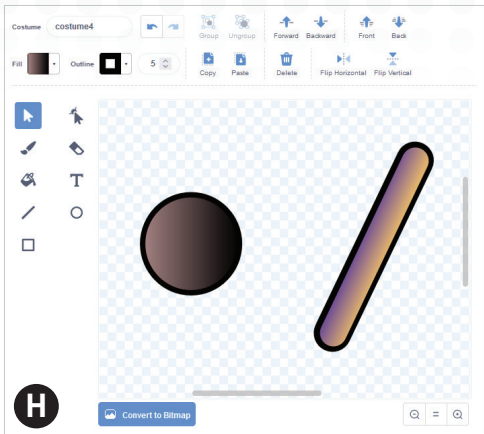 Costume costume4 Group Ungroup Forward Backward Front Back
Fill Outline 5 Copy Paste Delete Flip Horizontal Flip Vertical
T
H Convert to Bitmap =